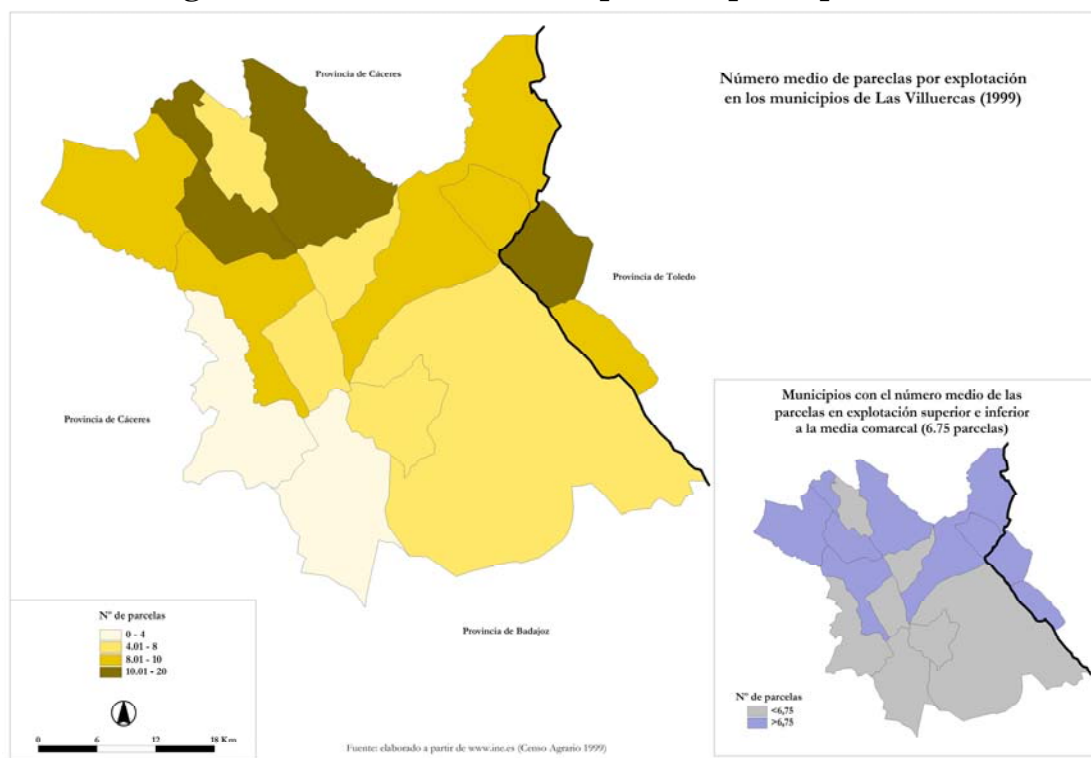 Provincia de Cáceres
Número medio de pareclas por explotación
en los municipios de Las Villuercas (1999)
Provincia de Toledo
Provincia de Cáceres
Municipios con el número medio de las
parcelas en explotación superior e inferior
a la media comarcal (6.75 parcelas)
Nº de parcelas
0 - 4
4.01 - 8
8.01 - 10
10.01 - 20
0 6 12 18 Km
Provincia de Badajoz
Nº de parcelas
<6,75
>6,75
Fuente: elaborado a partir de www.ine.es (Censo Agrario 1999)